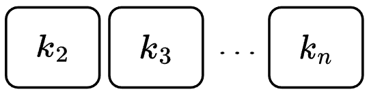 k₂ k₃ … kₙ